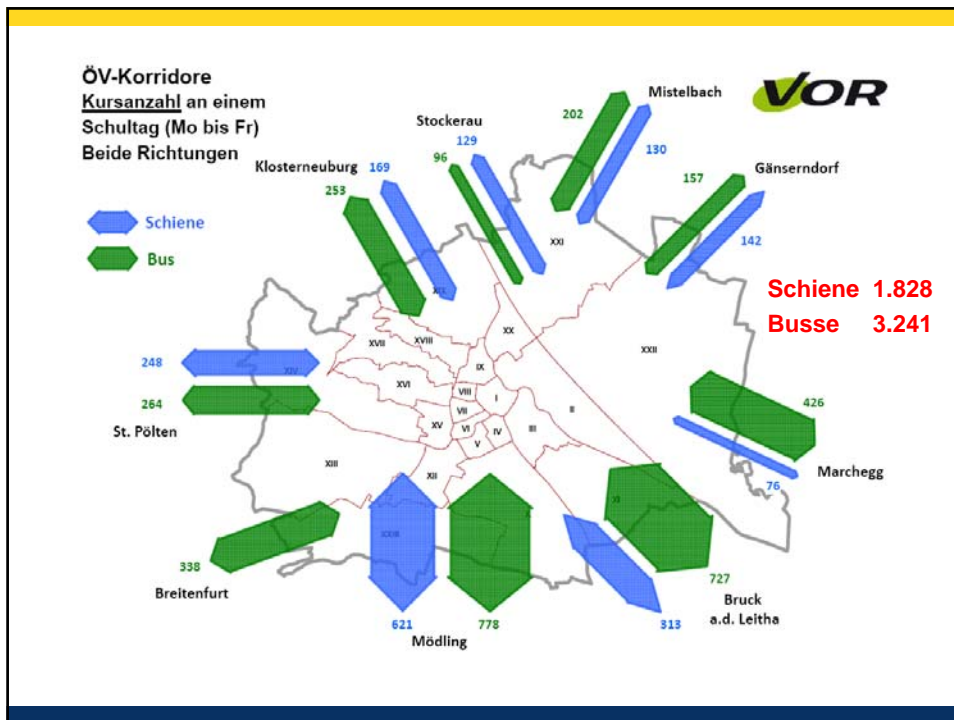 ÖV-Korridore
Kursanzahl an einem
Schultag (Mo bis Fr)
Beide Richtungen
VOR
Mistelbach
202
130
Stockerau
129
96
Klosterneuburg
169
253
Gänserndorf
157
142
Schiene
Bus
XXI
Schiene 1.828
Busse 3.241
XX
XVII
XVIII
XXII
IX
248
XIV
XVI
VIII
I
264
VII
II
St. Pölten
XV
VI
IV
III
V
426
Marchegg
76
XIII
XII
XI
XXIII
338
Breitenfurt
727
Bruck
a.d. Leitha
621
Mödling
778
313